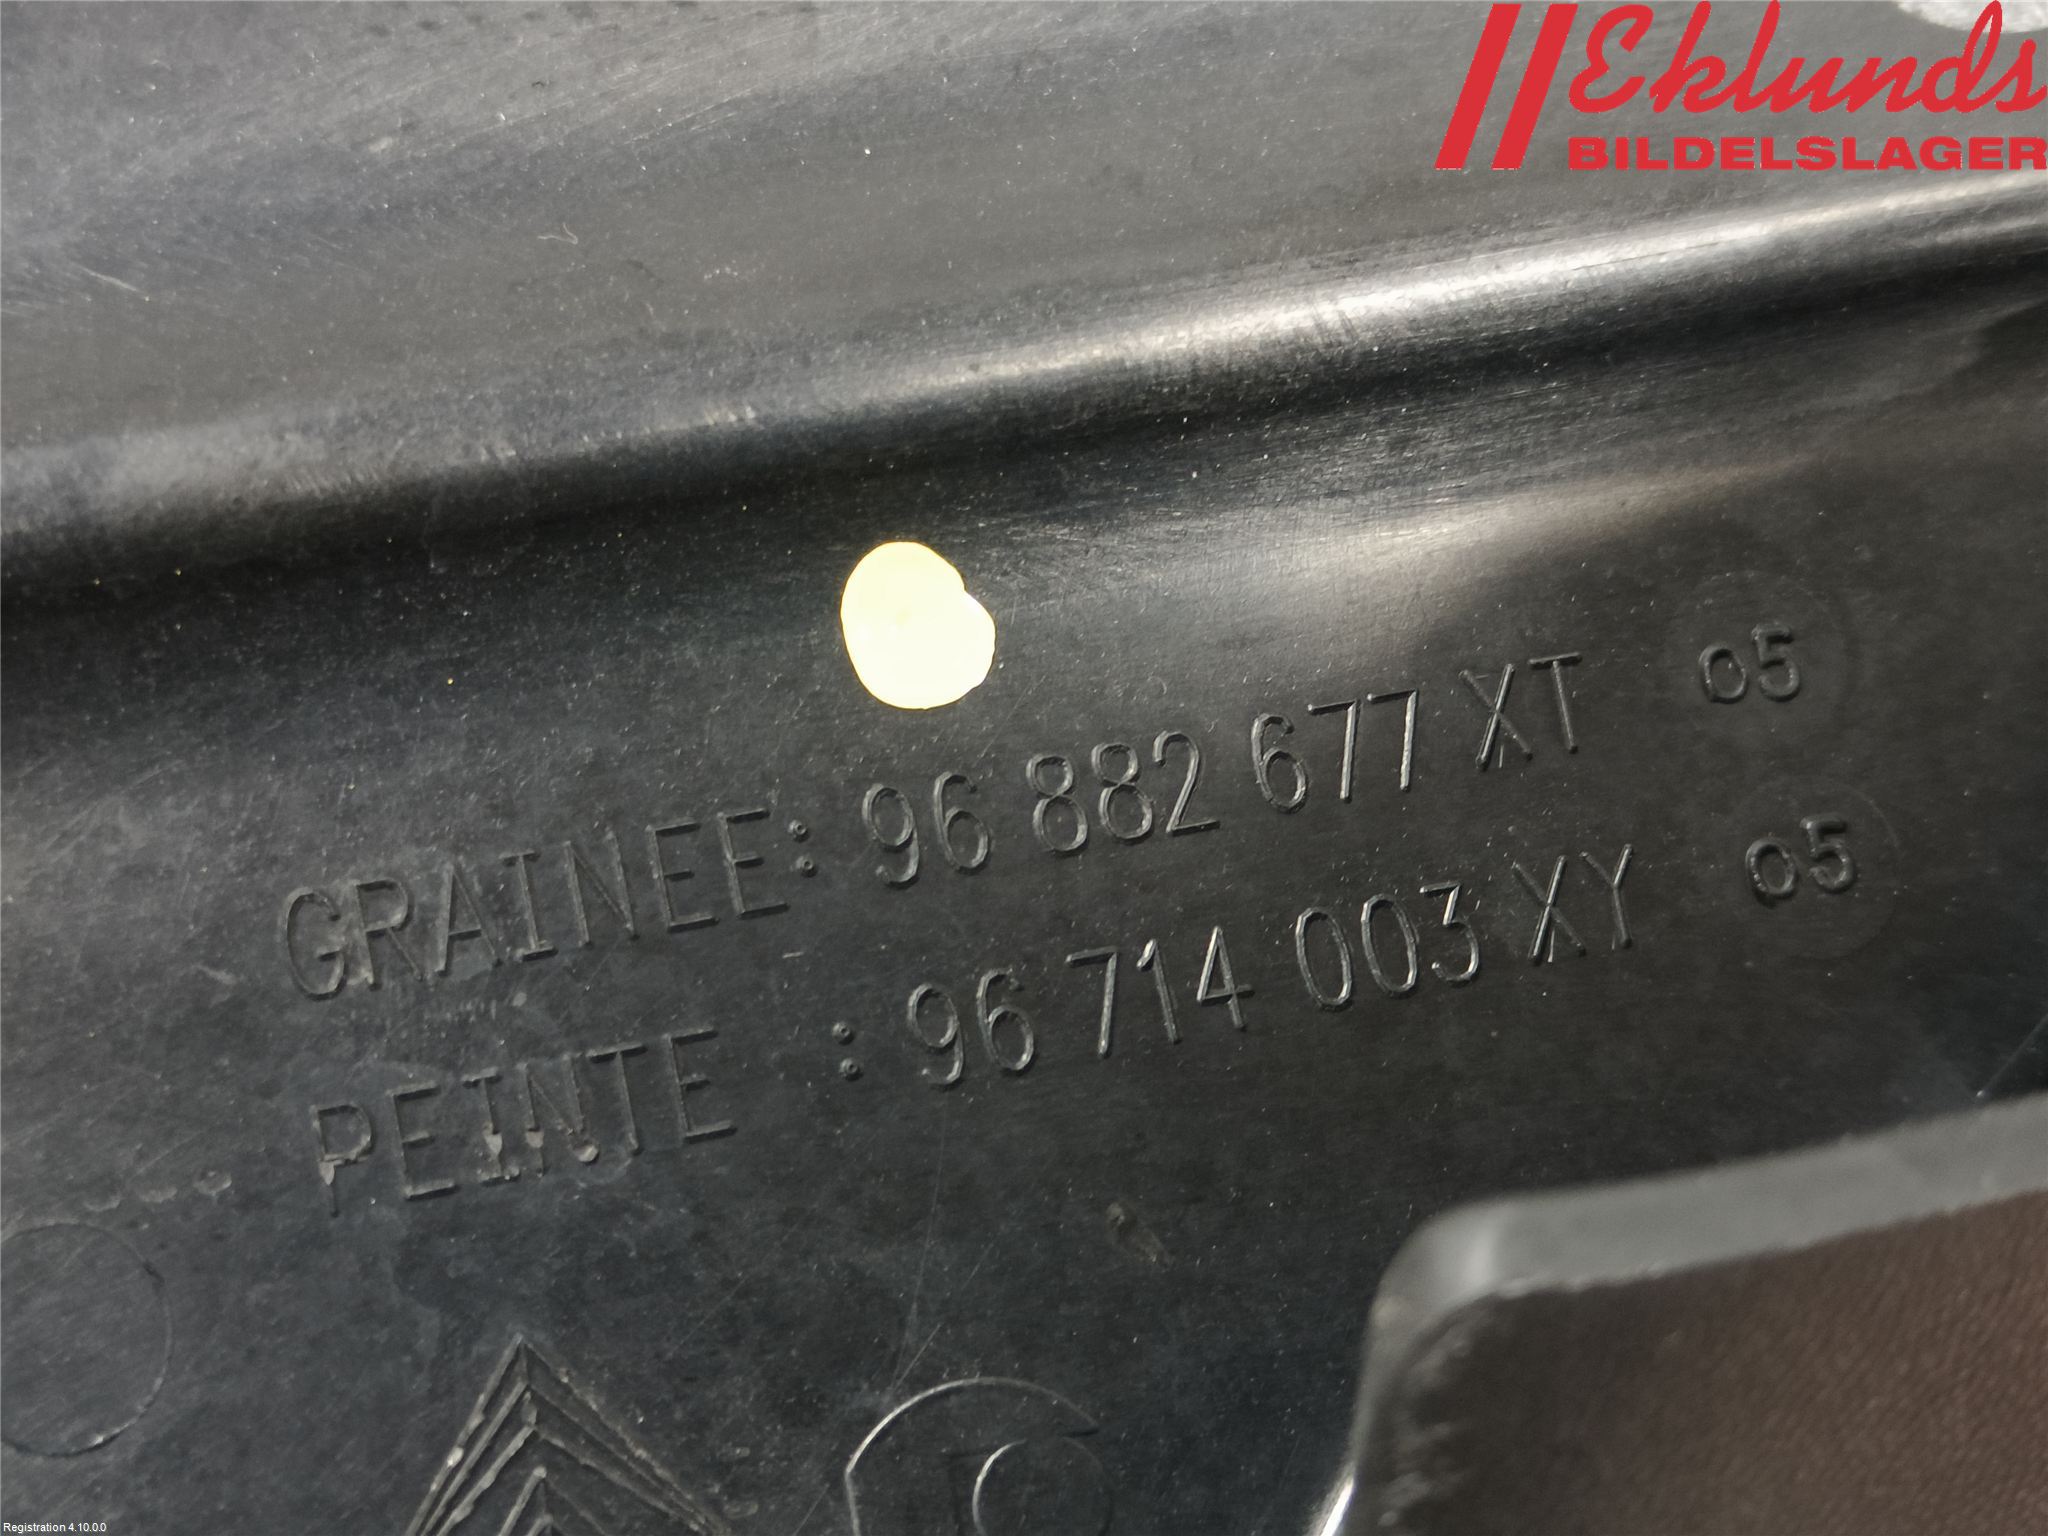 Eklunds
BILDELSLAGER
GRAINEE: 96 882 677 XT 05
PEINTE : 96 714 003 XY 05
Registration 4.10.0.0